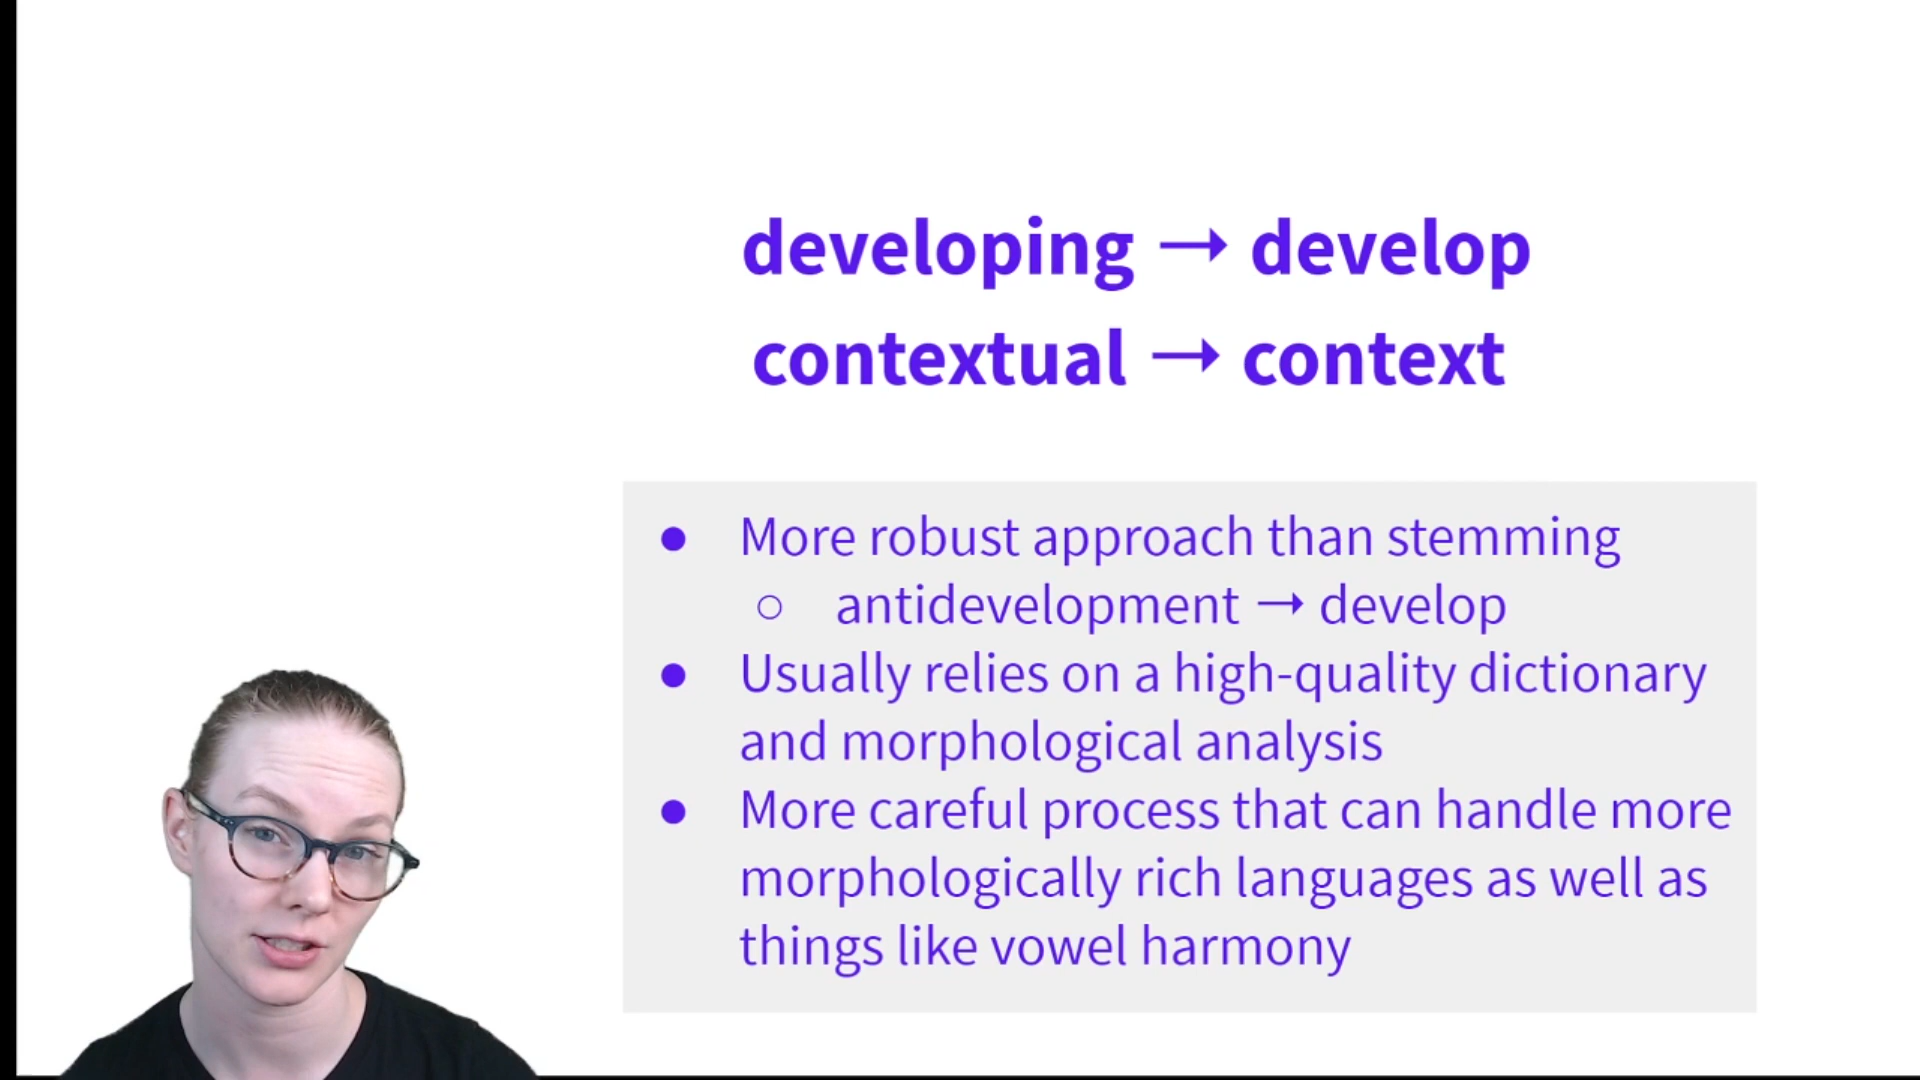 developing → develop
contextual → context
● More robust approach than stemming
○ antidevelopment → develop
● Usually relies on a high-quality dictionary
and morphological analysis
● More careful process that can handle more
morphologically rich languages as well as
things like vowel harmony